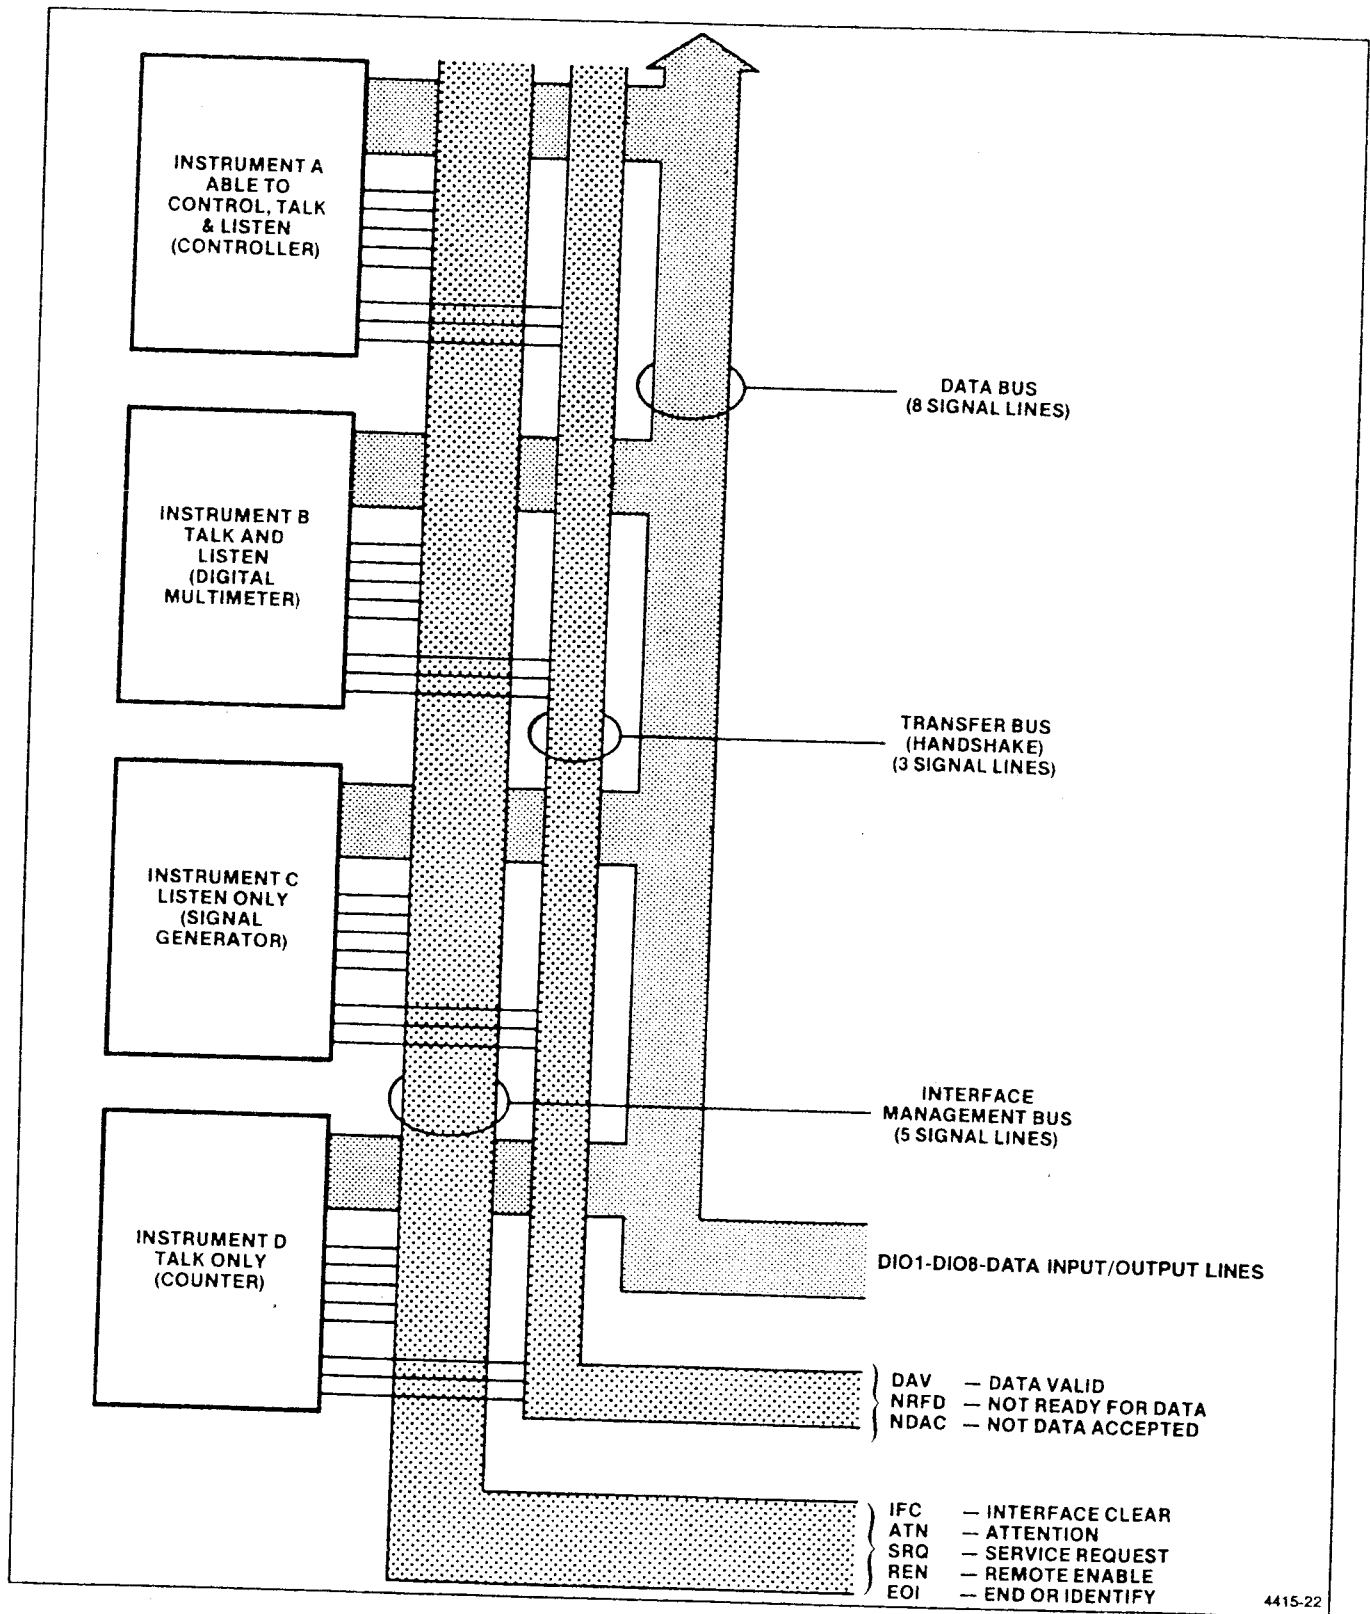 INSTRUMENT A
ABLE TO
CONTROL, TALK
& LISTEN
(CONTROLLER)
DATA BUS
(8 SIGNAL LINES)
INSTRUMENT B
TALK AND
LISTEN
(DIGITAL
MULTIMETER)
TRANSFER BUS
(HANDSHAKE)
(3 SIGNAL LINES)
INSTRUMENT C
LISTEN ONLY
(SIGNAL
GENERATOR)
INTERFACE
MANAGEMENT BUS
(5 SIGNAL LINES)
INSTRUMENT D
TALK ONLY
(COUNTER)
DIO1-DIO8-DATA INPUT/OUTPUT LINES
DAV — DATA VALID
NRFD — NOT READY FOR DATA
NDAC — NOT DATA ACCEPTED
IFC — INTERFACE CLEAR
ATN — ATTENTION
SRQ — SERVICE REQUEST
REN — REMOTE ENABLE
EOI — END OR IDENTIFY
4415-22